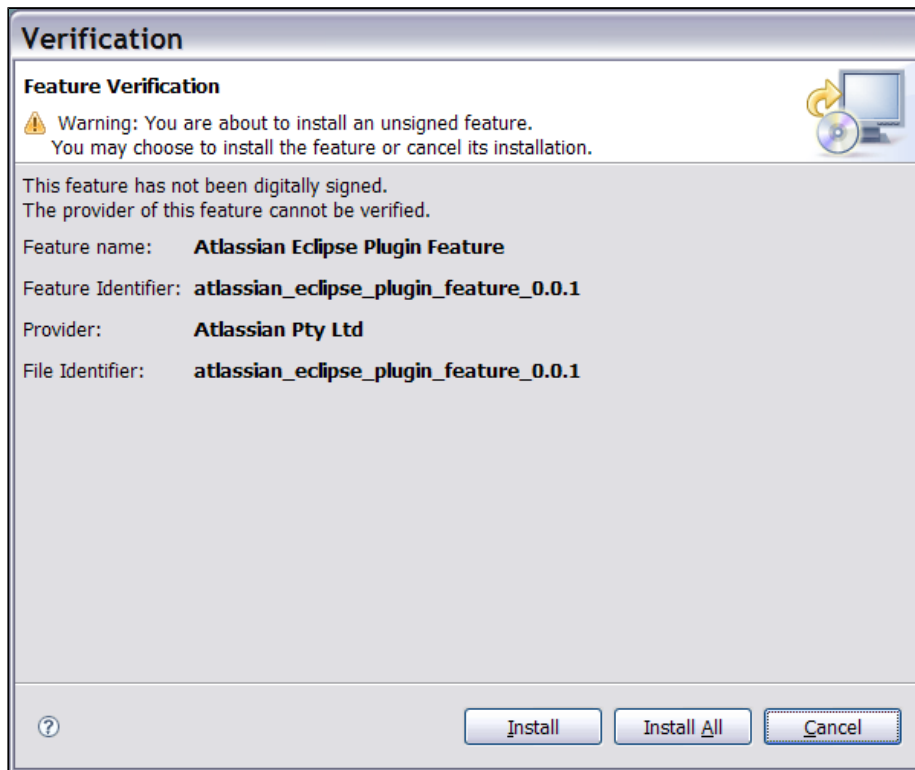 Verification
Feature Verification
Warning: You are about to install an unsigned feature.
You may choose to install the feature or cancel its installation.
This feature has not been digitally signed.
The provider of this feature cannot be verified.
Feature name: Atlassian Eclipse Plugin Feature
Feature Identifier: atlassian_eclipse_plugin_feature_0.0.1
Provider: Atlassian Pty Ltd
File Identifier: atlassian_eclipse_plugin_feature_0.0.1
? Install Install All Cancel